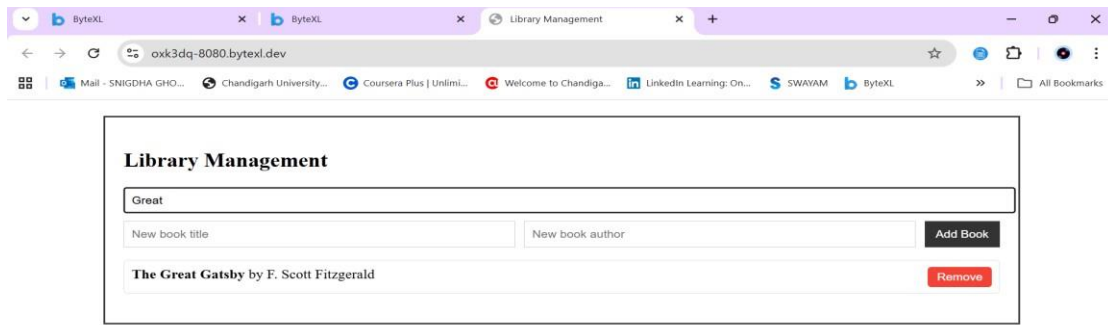 ByteXL
ByteXL
Library Management
oxk3dq-8080.bytexl.dev
Mail - SNIGDHA GHO...
Chandigarh University...
Coursera Plus | Unlimi...
Welcome to Chandiga...
LinkedIn Learning: On...
SWAYAM
ByteXL
All Bookmarks
Library Management
Great
New book title
New book author
Add Book
The Great Gatsby by F. Scott Fitzgerald
Remove